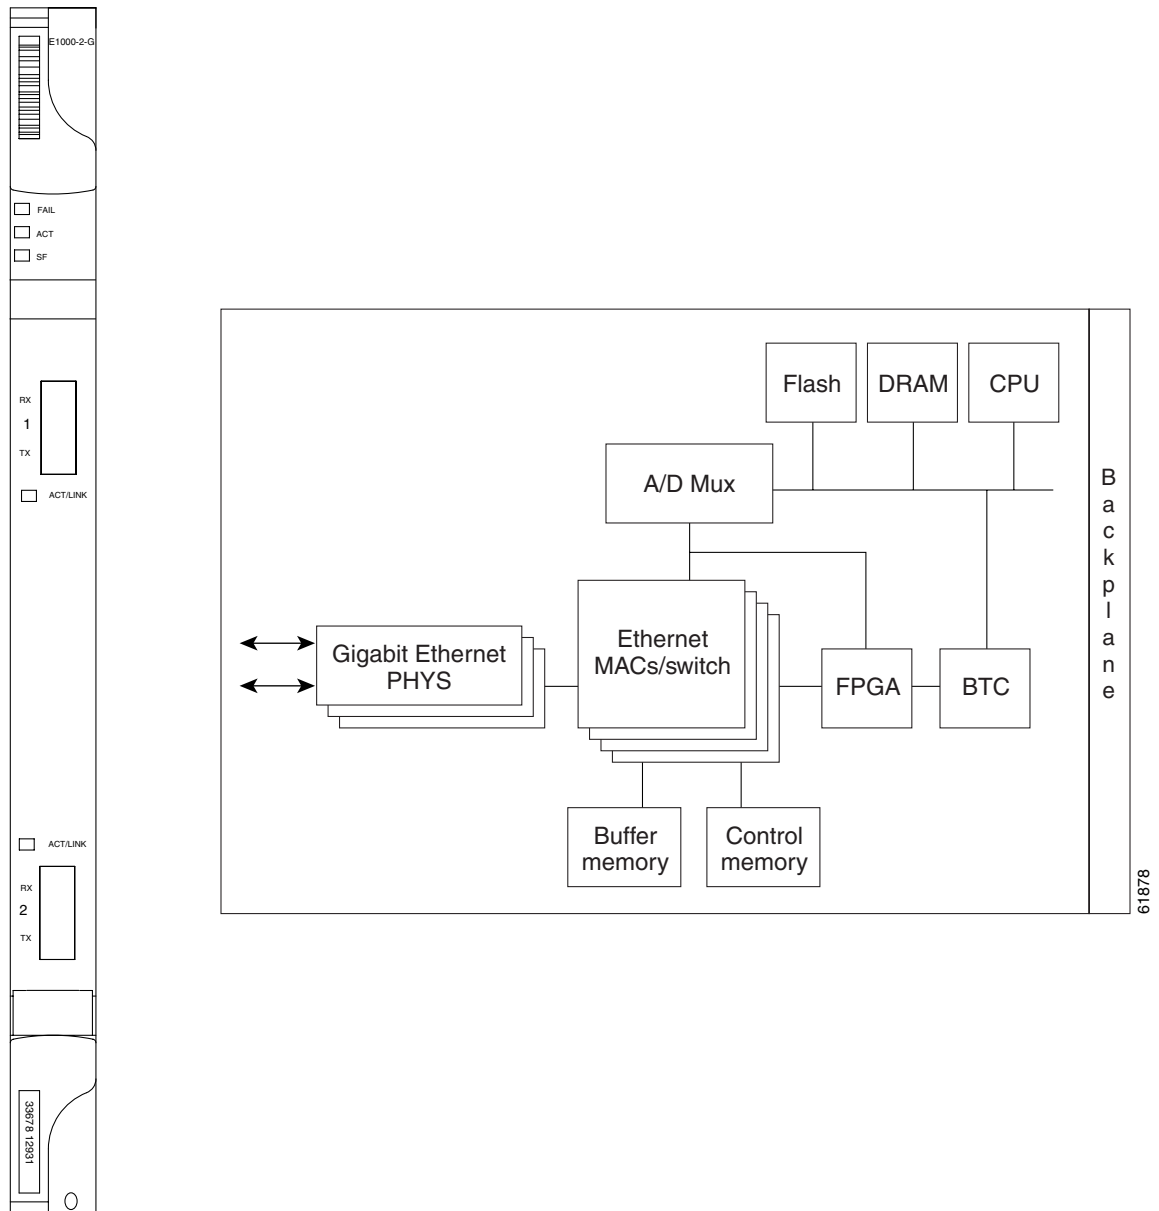 E1000-2-G
FAIL
ACT
SF
RX
1
TX
ACT/LINK
ACT/LINK
RX
2
TX
33678 12931
Flash
DRAM
CPU
A/D Mux
Ethernet
MACs/switch
Gigabit Ethernet
PHYS
FPGA
BTC
Buffer
memory
Control
memory
Backplane
61878